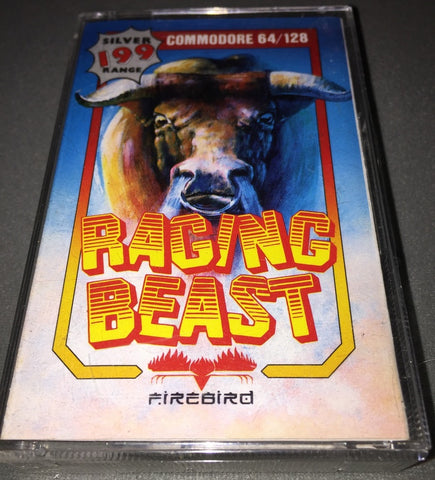 SILVER
199
RANGE
COMMODORE 64/128
RAGING
BEAST
FIREBIRD